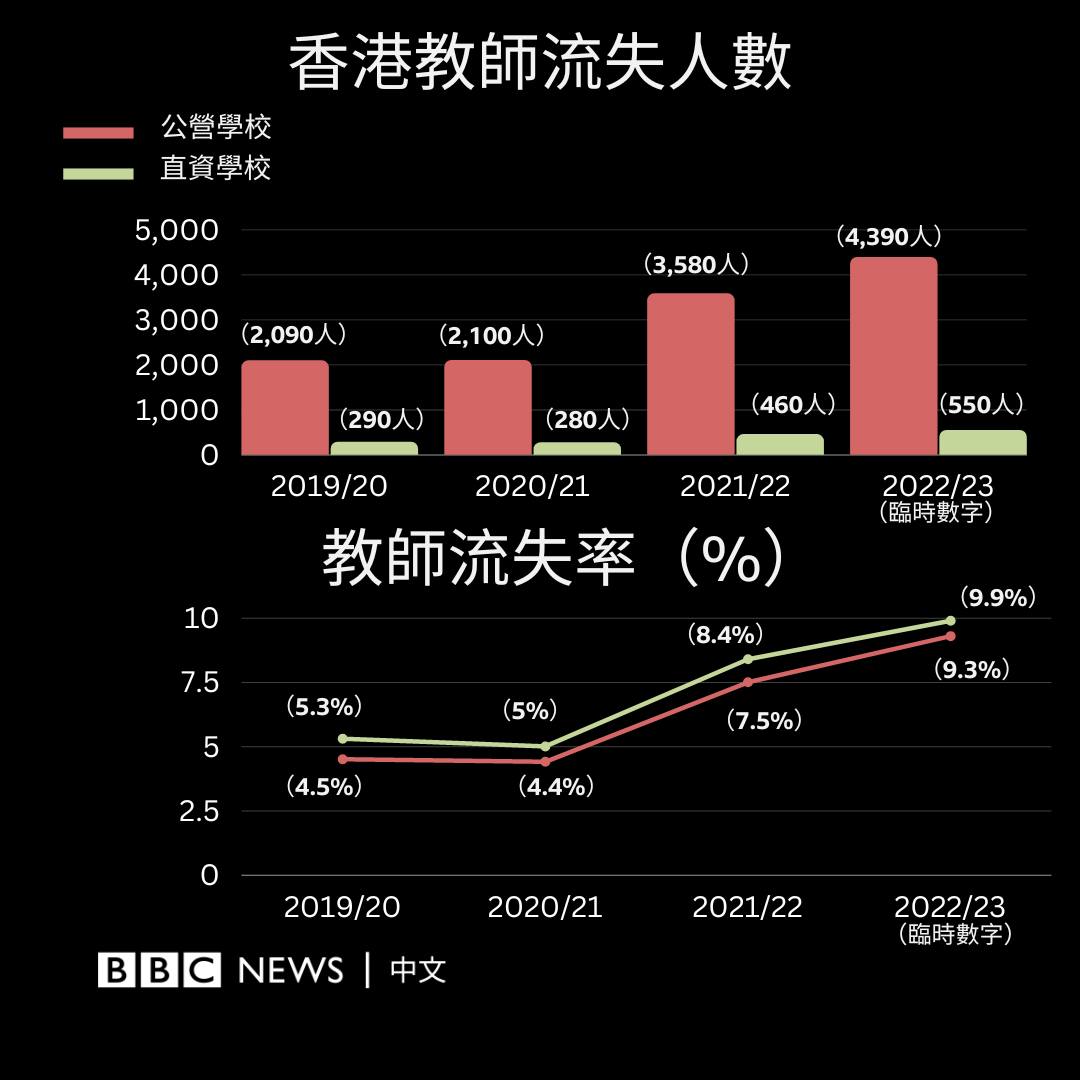 香港教師流失人數
公營學校
直資學校
5,000
4,000
3,000
2,000
1,000
0
（2,090人）
（290人）
（2,100人）
（280人）
（3,580人）
（460人）
（4,390人）
（550人）
2019/20
2020/21
2021/22
2022/23
（臨時數字）
教師流失率（%）
10
7.5
5
2.5
0
（5.3%）
（4.5%）
（5%）
（4.4%）
（8.4%）
（7.5%）
（9.9%）
（9.3%）
2019/20
2020/21
2021/22
2022/23
（臨時數字）
BBC NEWS | 中文